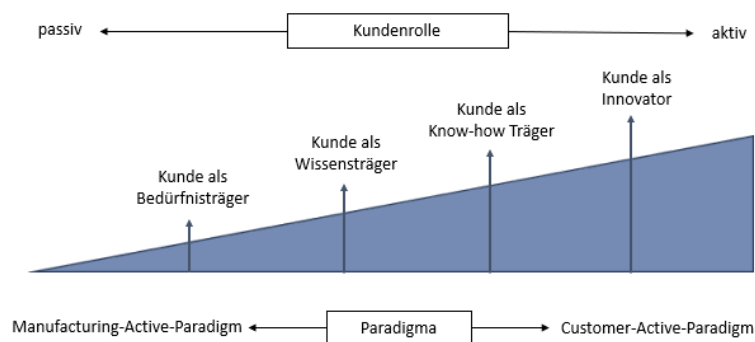 passiv
Kundenrolle
aktiv
Kunde als
Innovator
Kunde als
Know-how Träger
Kunde als
Wissensträger
Kunde als
Bedürfnisträger
Manufacturing-Active-Paradigm
Paradigma
Customer-Active-Paradigm